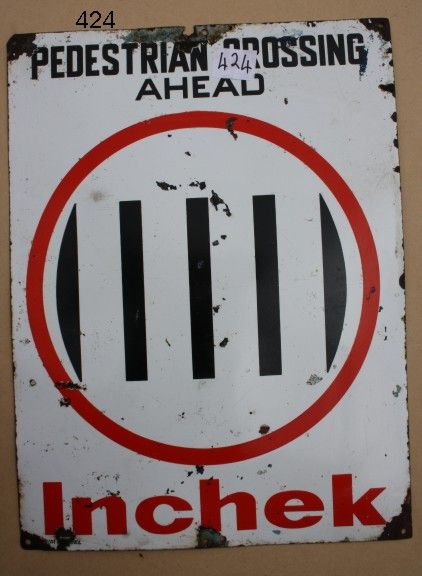 424
PEDESTRIAN CROSSING
424
AHEAD
Inchek